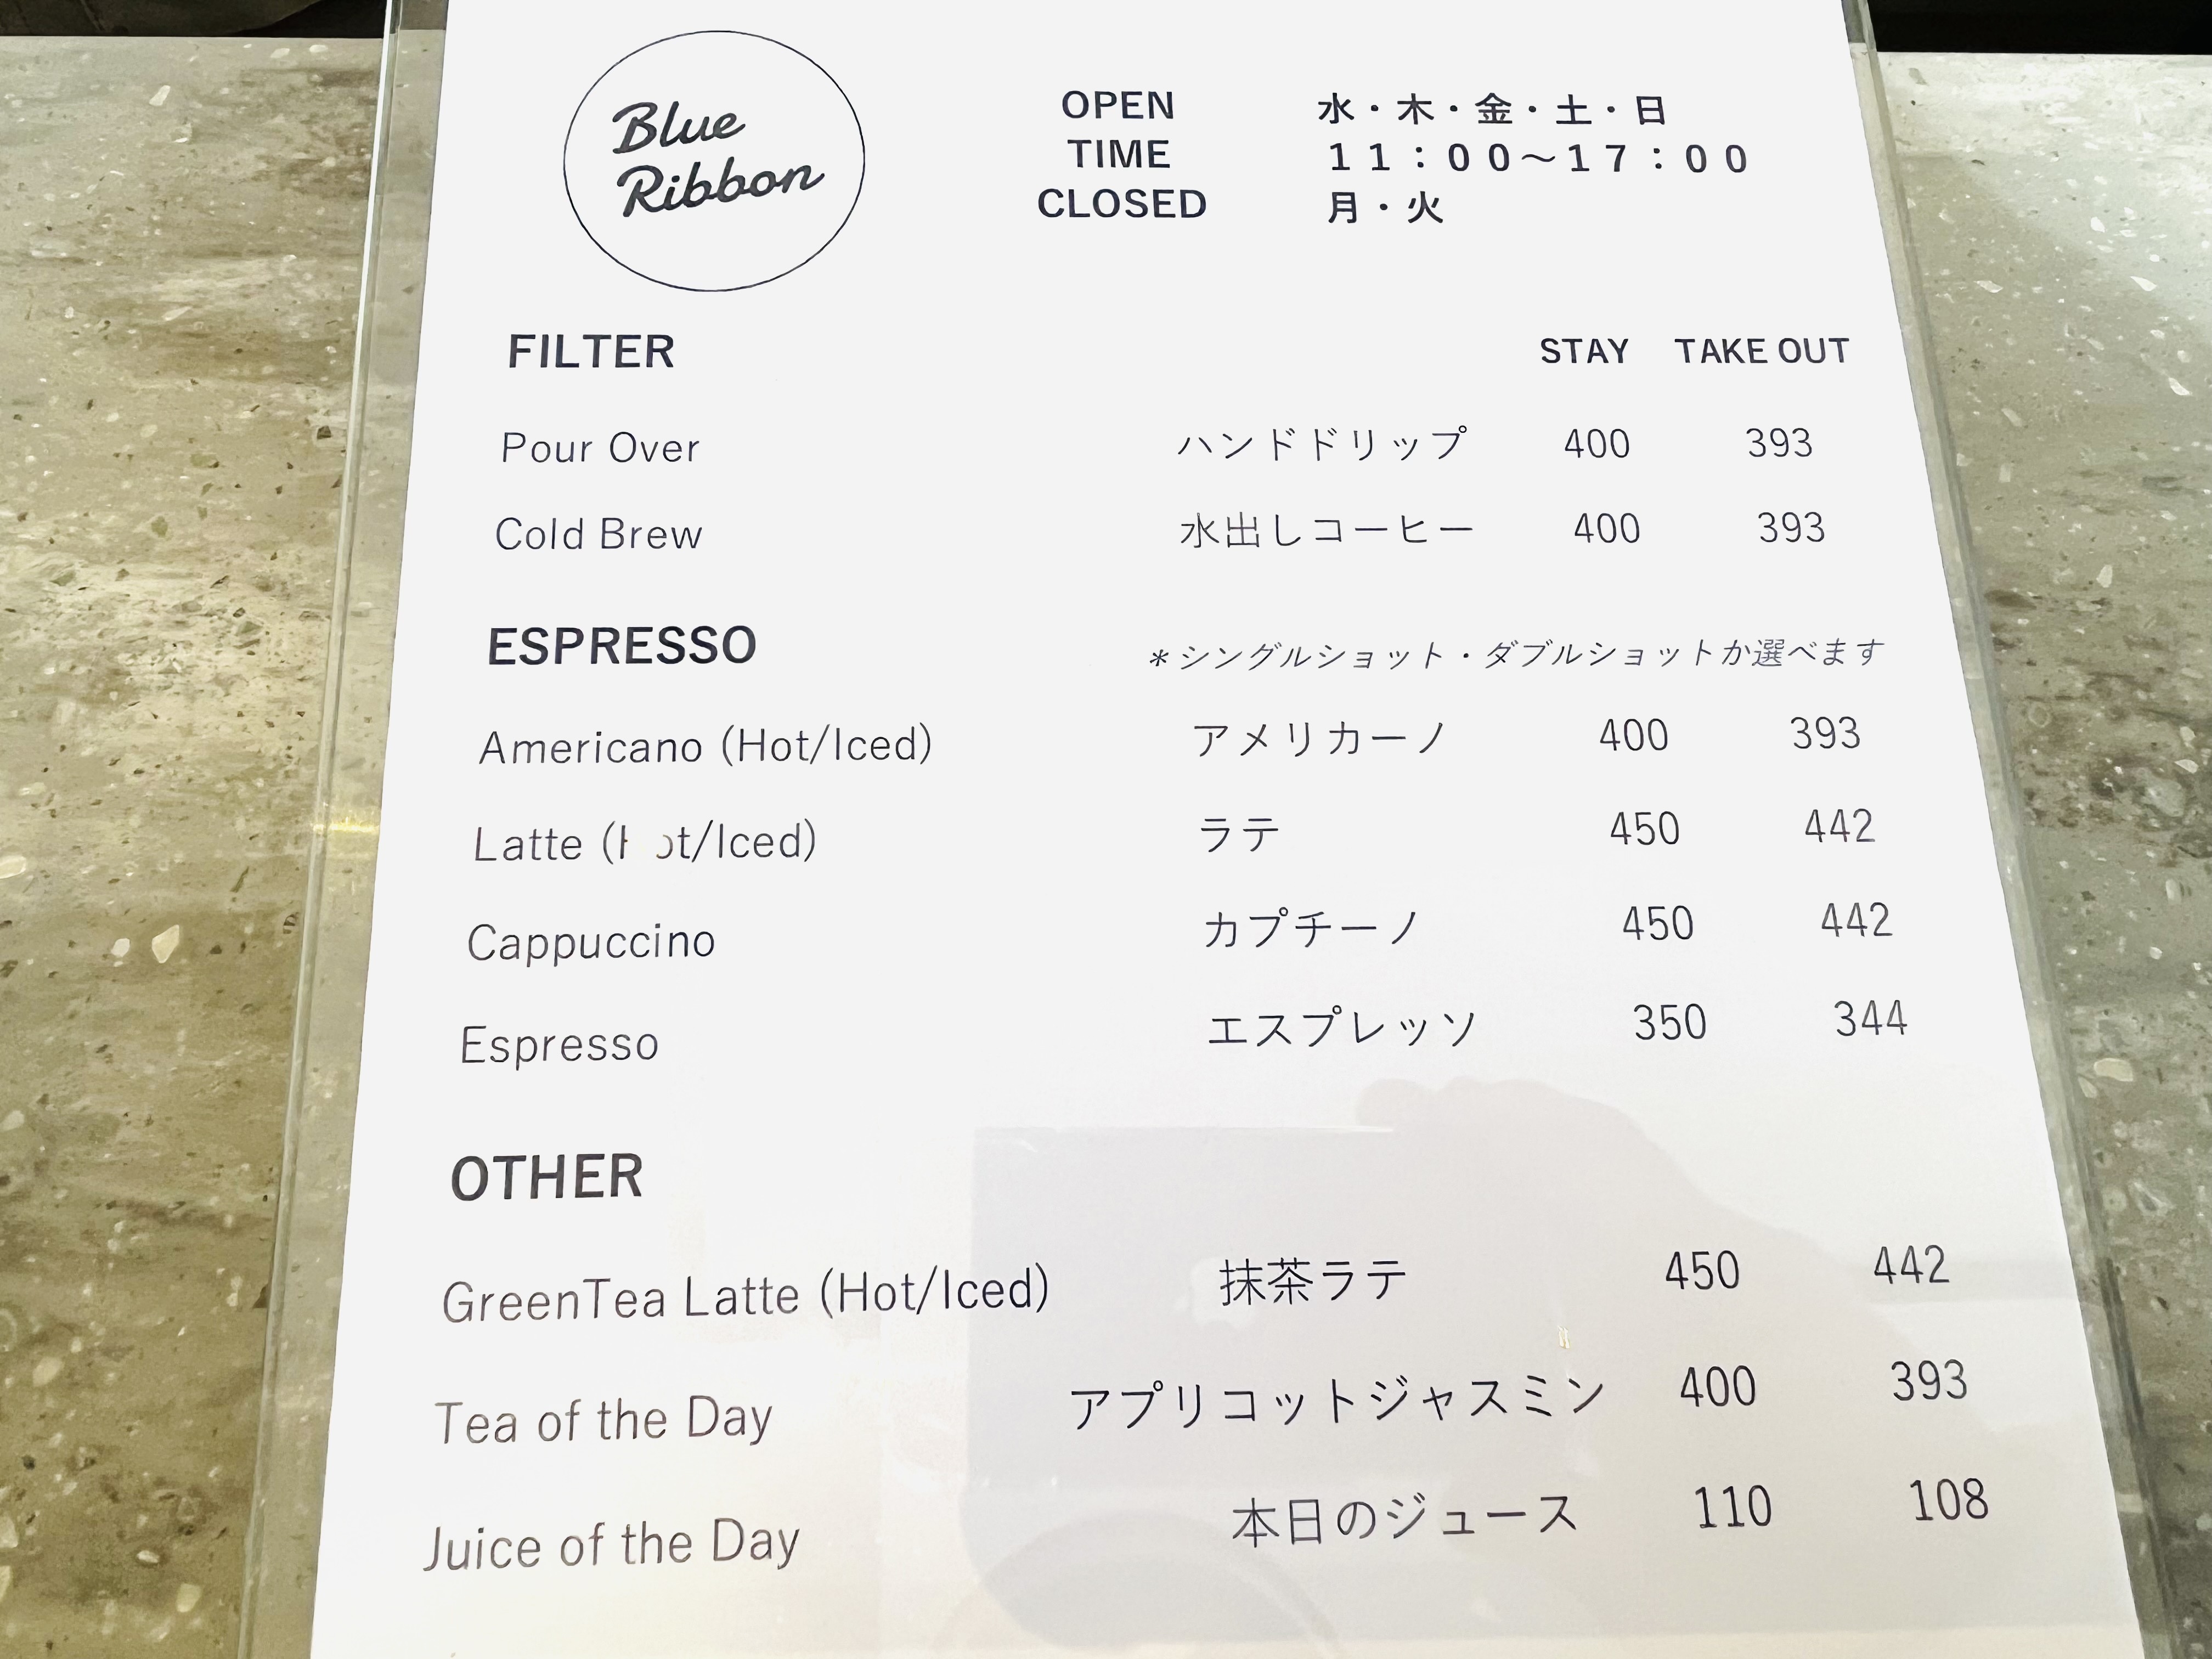 Blue
Ribbon
OPEN 水・木・金・土・日
TIME 11:00～17:00
CLOSED 月・火
FILTER STAY TAKE OUT
Pour Over ハンドドリップ 400 393
Cold Brew 水出しコーヒー 400 393
ESPRESSO *シングルショット・ダブルショットか選べます
Americano (Hot/Iced) アメリカーノ 400 393
Latte (Hot/Iced) ラテ 450 442
Cappuccino カプチーノ 450 442
Espresso エスプレッソ 350 344
OTHER
GreenTea Latte (Hot/Iced) 抹茶ラテ 450 442
Tea of the Day アプリコットジャスミン 400 393
Juice of the Day 本日のジュース 110 108